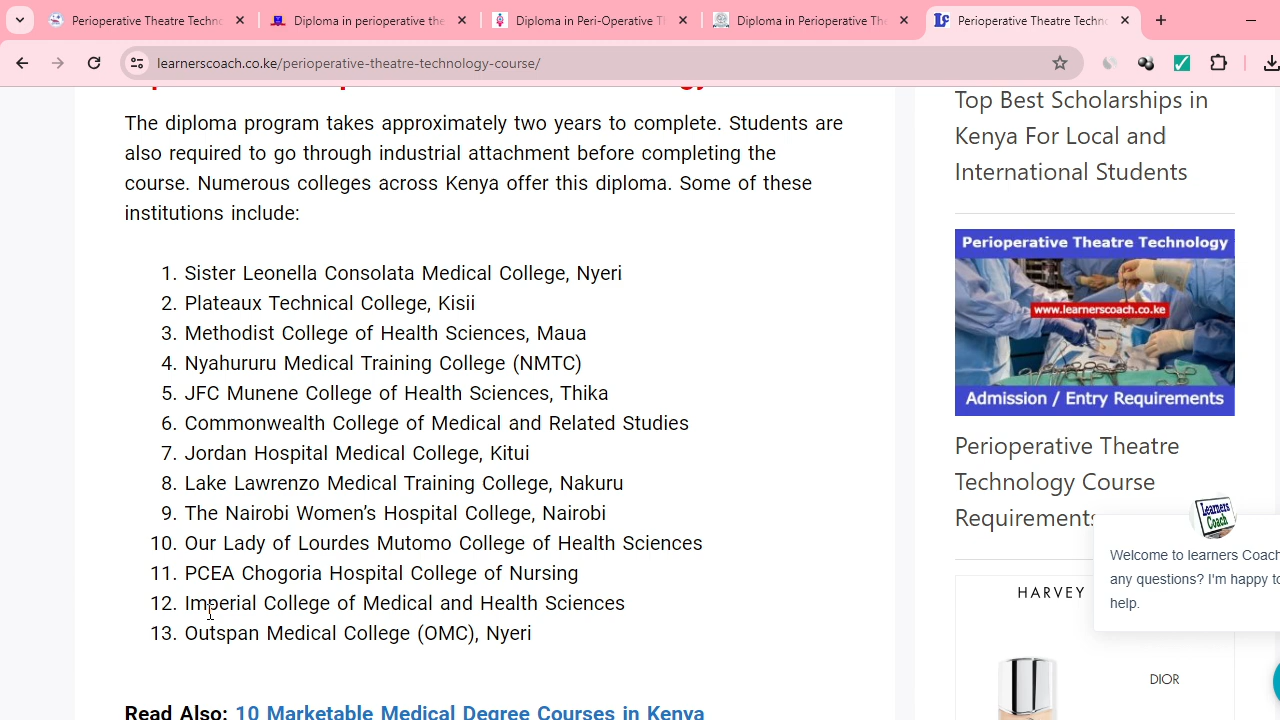 Perioperative Theatre Techno
Diploma in perioperative the
Diploma in Peri-Operative T
Diploma in Perioperative The
Perioperative Theatre Techno
learnerscoach.co.ke/perioperative-theatre-technology-course/
The diploma program takes approximately two years to complete. Students are
also required to go through industrial attachment before completing the
course. Numerous colleges across Kenya offer this diploma. Some of these
institutions include:
1. Sister Leonella Consolata Medical College, Nyeri
2. Plateaux Technical College, Kisii
3. Methodist College of Health Sciences, Maua
4. Nyahururu Medical Training College (NMTC)
5. JFC Munene College of Health Sciences, Thika
6. Commonwealth College of Medical and Related Studies
7. Jordan Hospital Medical College, Kitui
8. Lake Lawrenzo Medical Training College, Nakuru
9. The Nairobi Women’s Hospital College, Nairobi
10. Our Lady of Lourdes Mutomo College of Health Sciences
11. PCEA Chogoria Hospital College of Nursing
12. Imperial College of Medical and Health Sciences
13. Outspan Medical College (OMC), Nyeri
Read Also: 10 Marketable Medical Degree Courses in Kenya
Top Best Scholarships in
Kenya For Local and
International Students
Perioperative Theatre Technology
www.learnerscoach.co.ke
Admission / Entry Requirements
Perioperative Theatre
Technology Course
Requirements
Learners
Coach
Welcome to learners Coach
any questions? I'm happy to
help.
HARVEY
DIOR